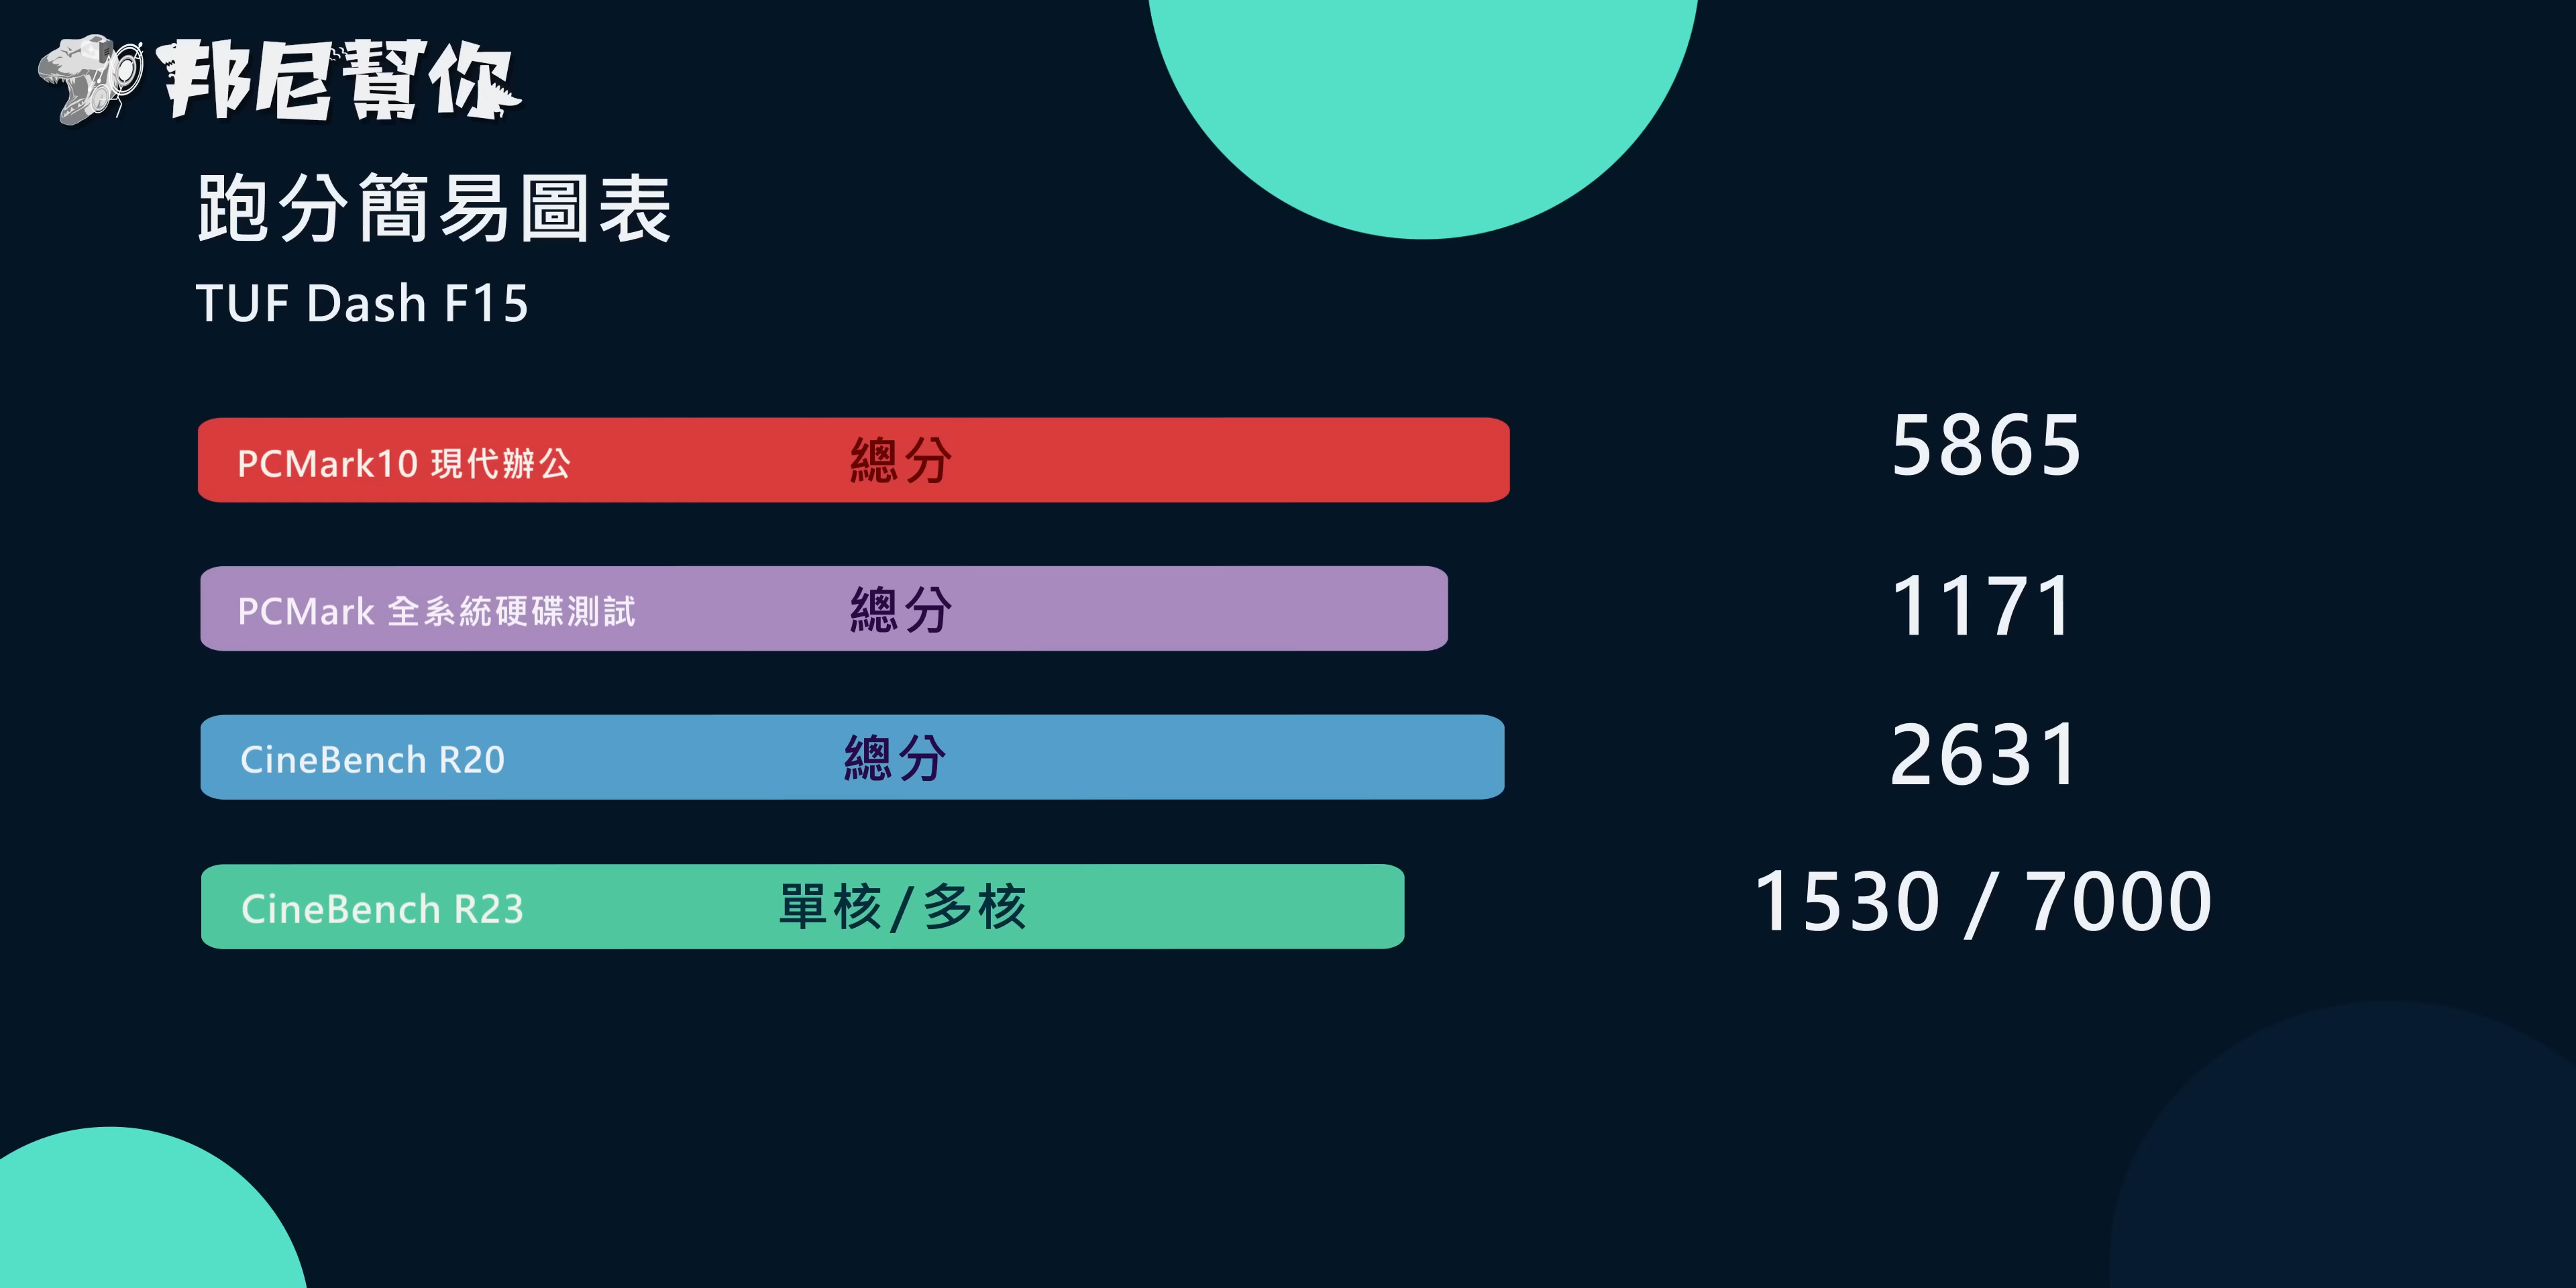 邦尼幫你
跑分簡易圖表
TUF Dash F15
PCMark10 現代辦公 總分 5865
PCMark 全系統硬碟測試 總分 1171
CineBench R20 總分 2631
CineBench R23 單核/多核 1530 / 7000